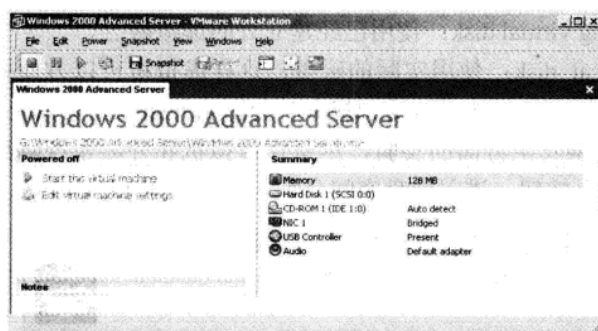 Windows 2000 Advanced Server - VMware Workstation
File Edit Power Snapshot View Windows Help
Snapshot
Windows 2000 Advanced Server
Windows 2000 Advanced Server
Powered off
Start this virtual machine
Edit virtual machine settings
Notes
Summary
Memory 128 MB
Hard Disk 1 (SCSI 0:0)
CD-ROM 1 (IDE 1:0) Auto detect
NIC 1 Bridged
USB Controller Present
Audio Default adapter